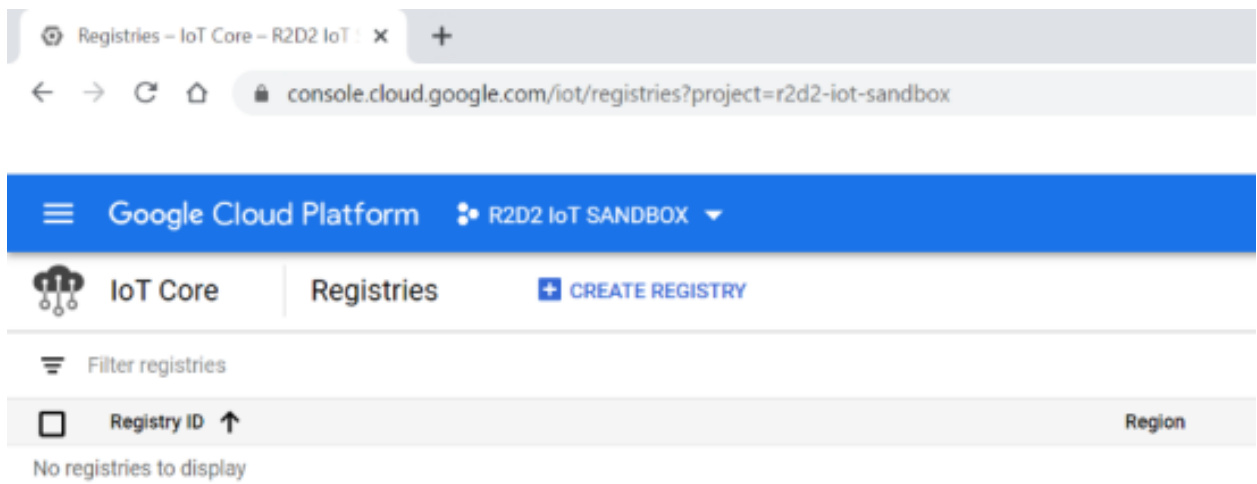 Registries – IoT Core – R2D2 IoT
console.cloud.google.com/iot/registries?project=r2d2-iot-sandbox
Google Cloud Platform R2D2 IoT SANDBOX
IoT Core Registries CREATE REGISTRY
Filter registries
Registry ID Region
No registries to display